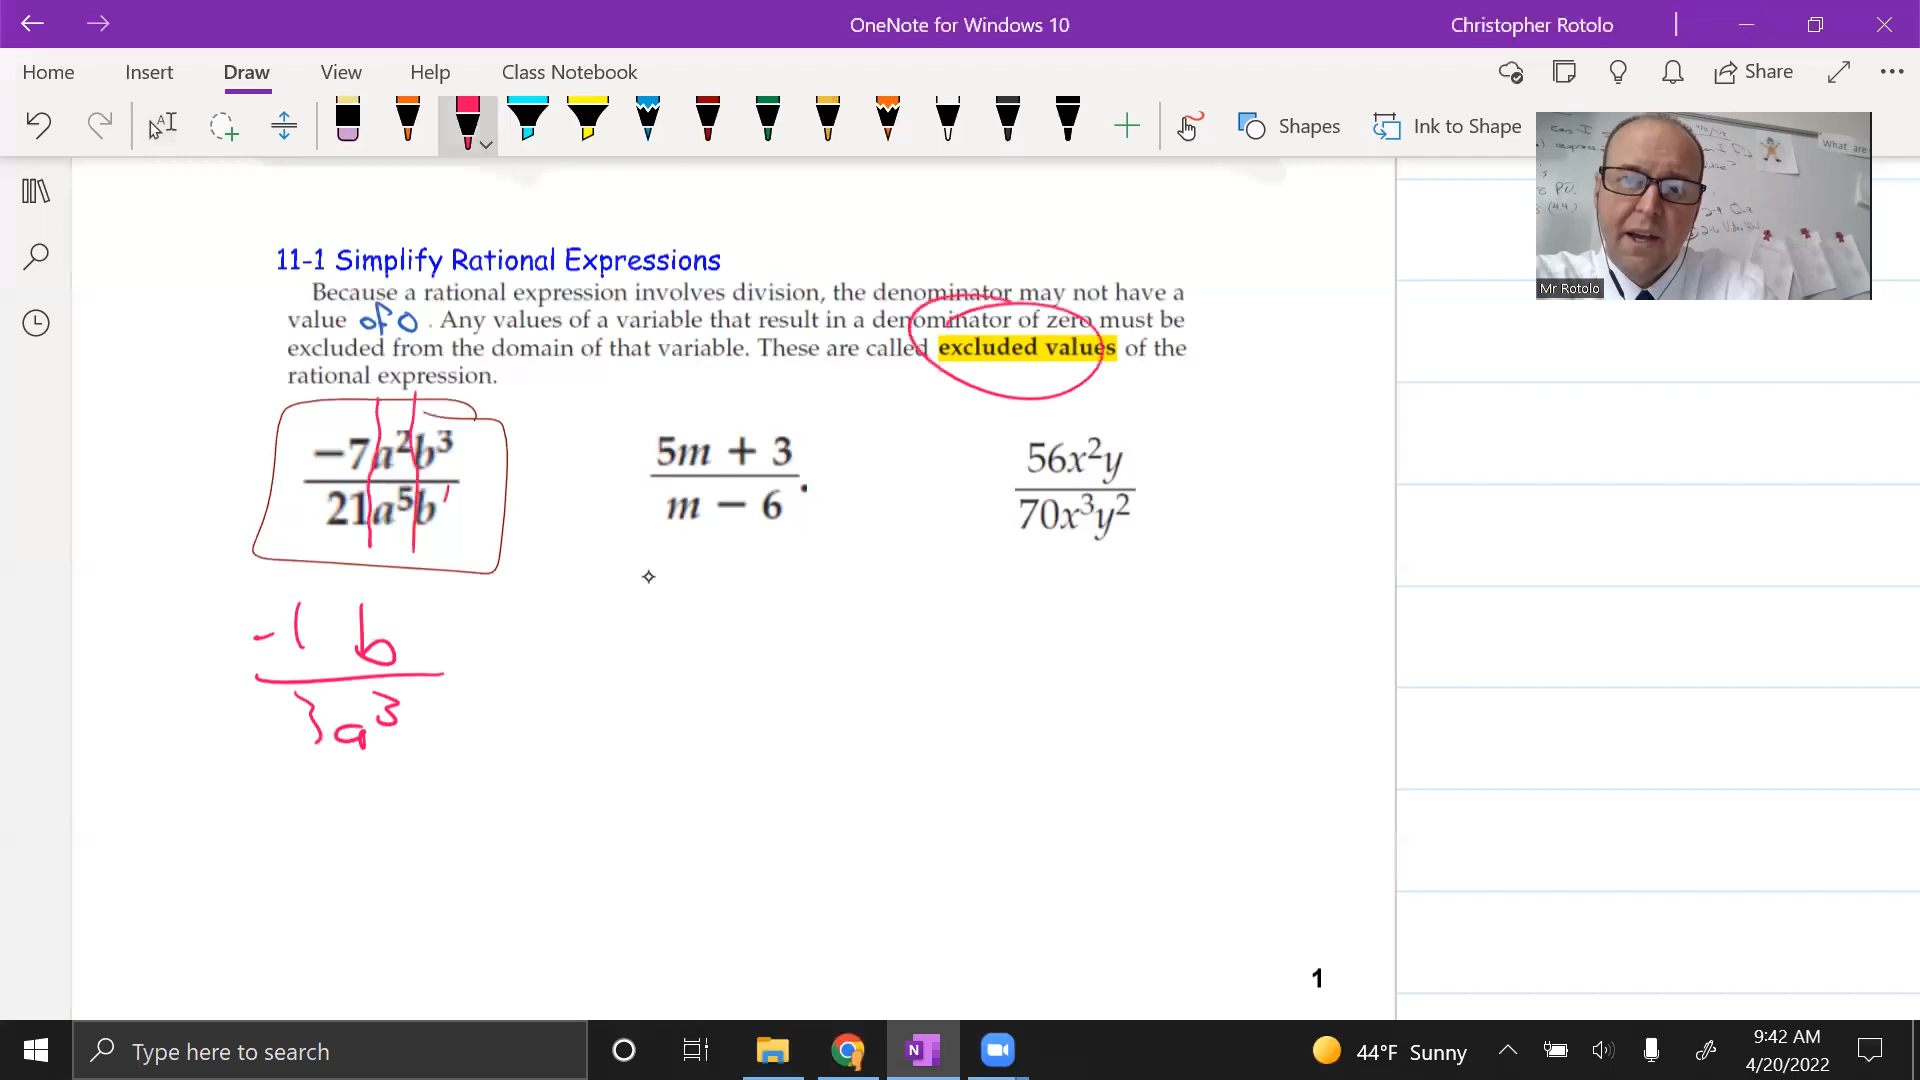 OneNote for Windows 10
Christopher Rotolo
Home Insert Draw View Help Class Notebook
Share
Shapes
Ink to Shape
What are
Mr Rotolo
11-1 Simplify Rational Expressions
Because a rational expression involves division, the denominator may not have a
value of 0 . Any values of a variable that result in a denominator of zero must be
excluded from the domain of that variable. These are called excluded values of the
rational expression.
−7a²b³
21a⁵b'
5m + 3
m − 6 .
56x²y
70x³y²
-1 b
3a³
1
Type here to search
44°F Sunny
9:42 AM
4/20/2022